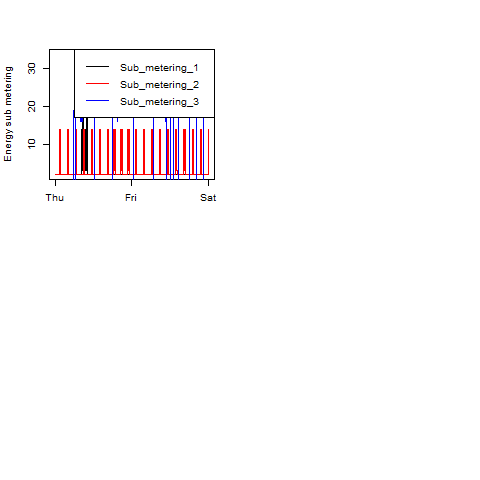 Energy sub metering
30
20
10
Sub_metering_1
Sub_metering_2
Sub_metering_3
Thu Fri Sat